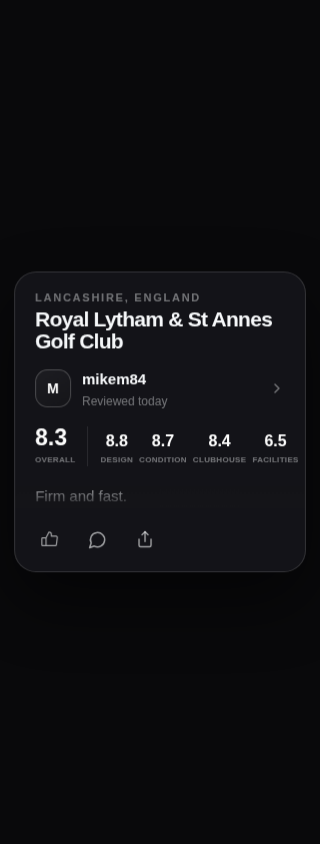 LANCASHIRE, ENGLAND
Royal Lytham & St Annes
Golf Club
M
mikem84
Reviewed today
8.3 8.8 8.7 8.4 6.5
OVERALL DESIGN CONDITION CLUBHOUSE FACILITIES
Firm and fast.